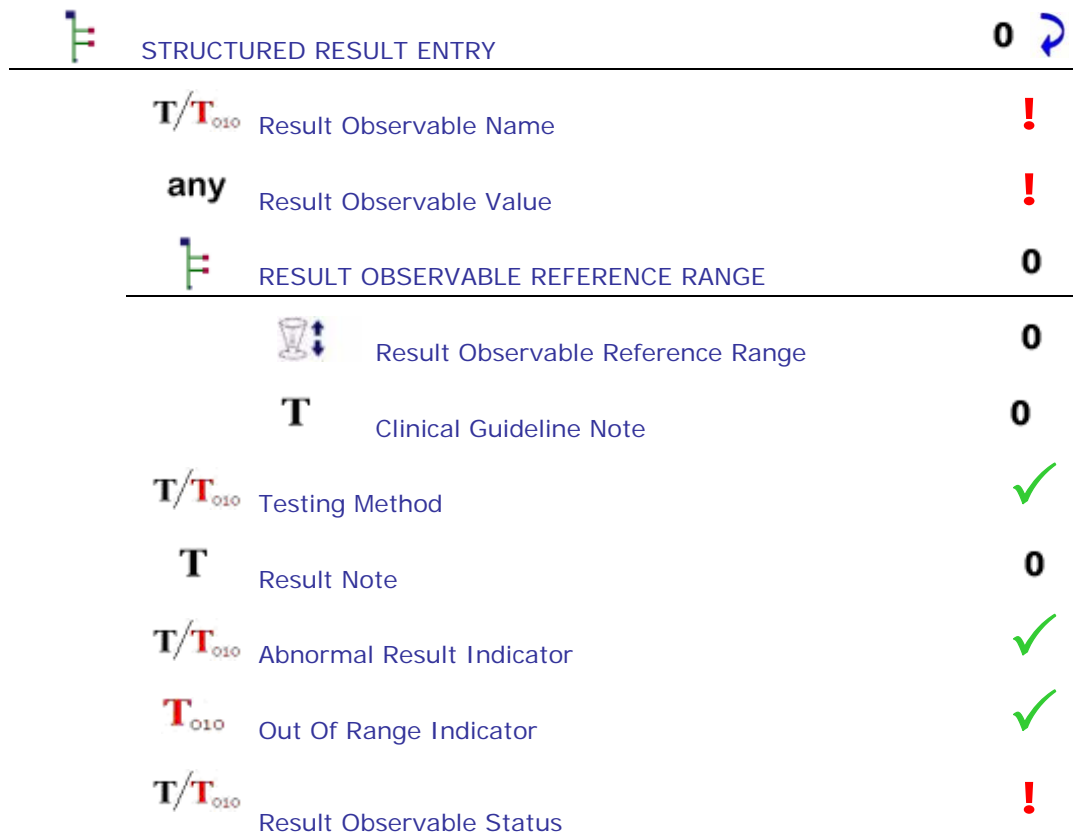 STRUCTURED RESULT ENTRY 0
T/T010 Result Observable Name !
any Result Observable Value !
RESULT OBSERVABLE REFERENCE RANGE 0
Result Observable Reference Range 0
T Clinical Guideline Note 0
T/T010 Testing Method
T Result Note 0
T/T010 Abnormal Result Indicator
T010 Out Of Range Indicator
T/T010 Result Observable Status !